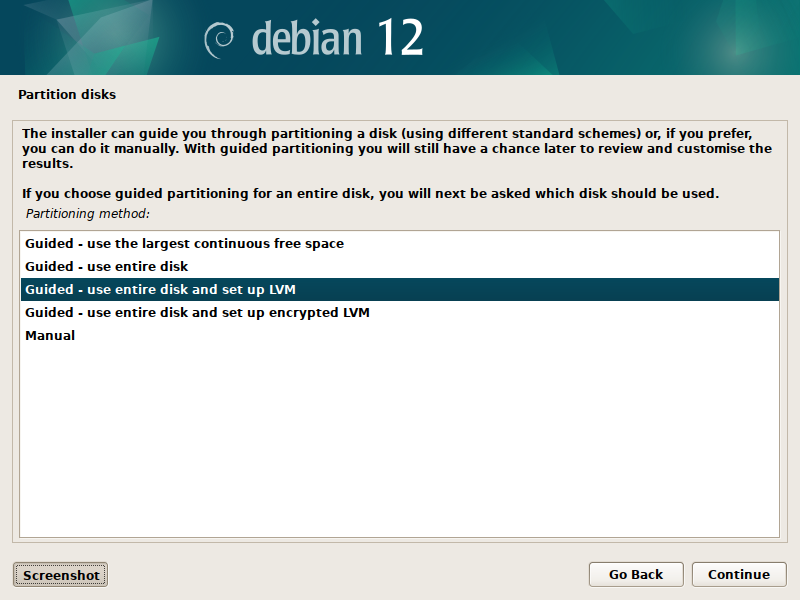 debian 12
Partition disks
The installer can guide you through partitioning a disk (using different standard schemes) or, if you prefer,
you can do it manually. With guided partitioning you will still have a chance later to review and customise the
results.
If you choose guided partitioning for an entire disk, you will next be asked which disk should be used.
Partitioning method:
Guided - use the largest continuous free space
Guided - use entire disk
Guided - use entire disk and set up LVM
Guided - use entire disk and set up encrypted LVM
Manual
Screenshot
Go Back
Continue